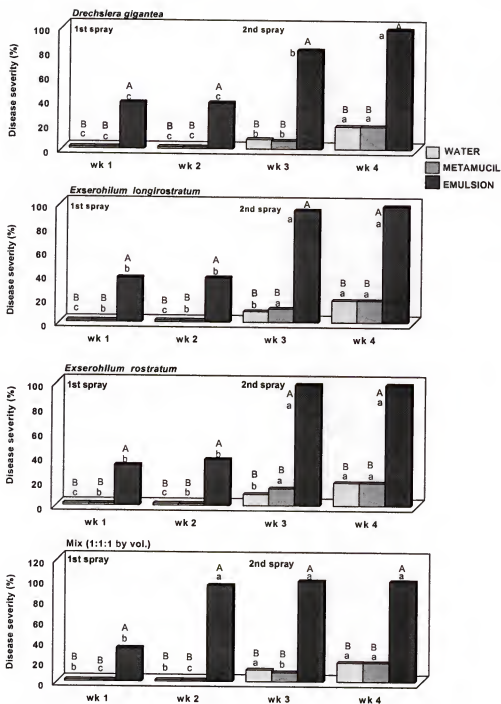 Drechslera gigantea
1st spray
2nd spray
Disease severity (%)
100
80
60
40
20
0
B B A
c c c
B B A
c c c
B B A
b b b
B B A
a a a
wk 1 wk 2 wk 3 wk 4
WATER
METAMUCIL
EMULSION
Exserohilum longirostratum
1st spray
2nd spray
Disease severity (%)
100
80
60
40
20
0
B B A
c b b
B B A
c b b
B B A
b b a
B B A
a a a
wk 1 wk 2 wk 3 wk 4
Exserohilum rostratum
1st spray
2nd spray
Disease severity (%)
100
80
60
40
20
0
B B A
c b b
B B A
c b b
B B A
b a a
B B A
a a a
wk 1 wk 2 wk 3 wk 4
Mix (1:1:1 by vol.)
1st spray
2nd spray
Disease severity (%)
120
100
80
60
40
20
0
B B A
b c b
B B A
b c a
B B A
a b a
B B A
a a a
wk 1 wk 2 wk 3 wk 4